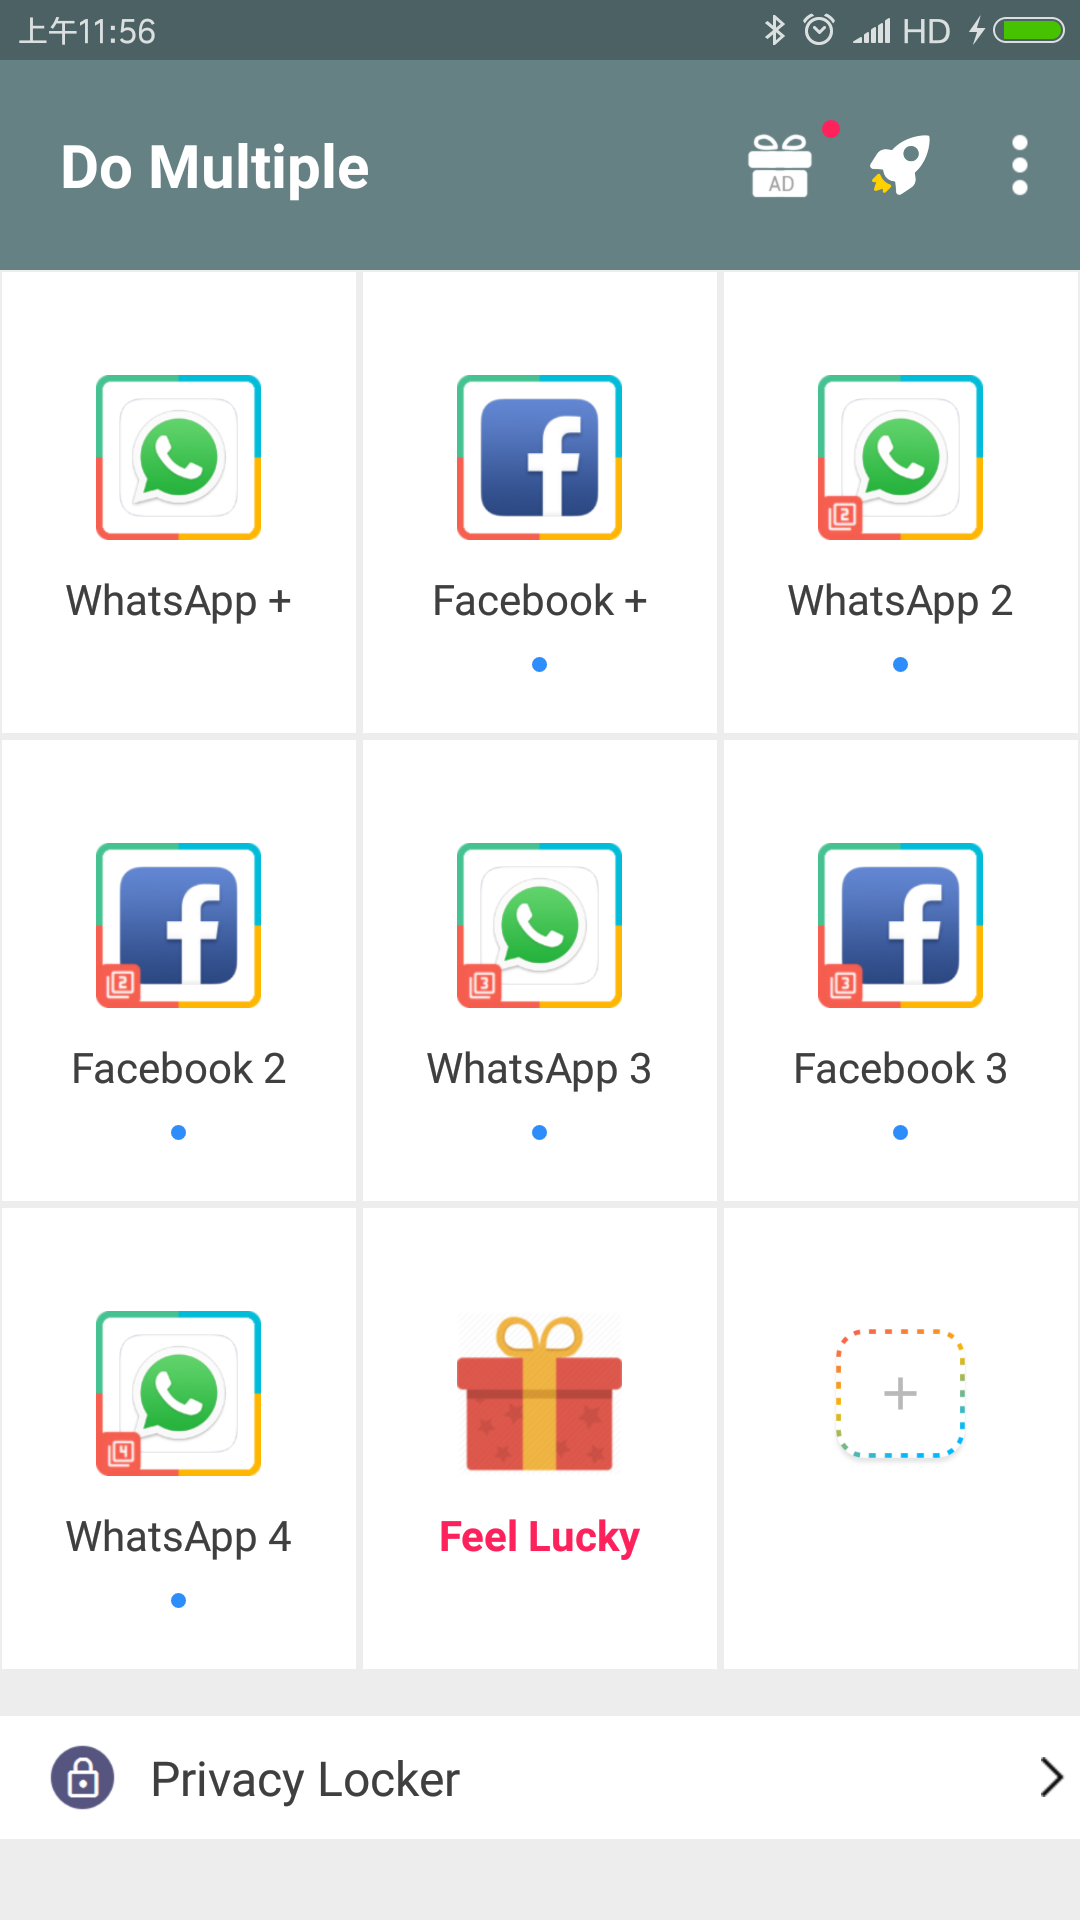 上午11:56 HD
Do Multiple
AD
WhatsApp + Facebook + WhatsApp 2
2
2 3 3
Facebook 2 WhatsApp 3 Facebook 3
4
WhatsApp 4 Feel Lucky
Privacy Locker